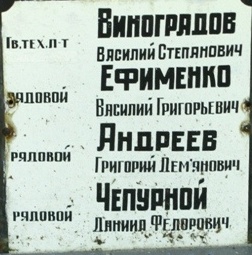 ВИНОГРАДОВ
ГВ.ТЕХ.Л-Т ВАСИЛИЙ СТЕПАНОВИЧ
ЕФИМЕНКО
РЯДОВОЙ ВАСИЛИЙ ГРИГОРЬЕВИЧ
АНДРЕЕВ
РЯДОВОЙ ГРИГОРИЙ ДЕМ'ЯНОВИЧ
ЧЕПУРНОЙ
РЯДОВОЙ ДАНИИЛ ФЕДОРОВИЧ